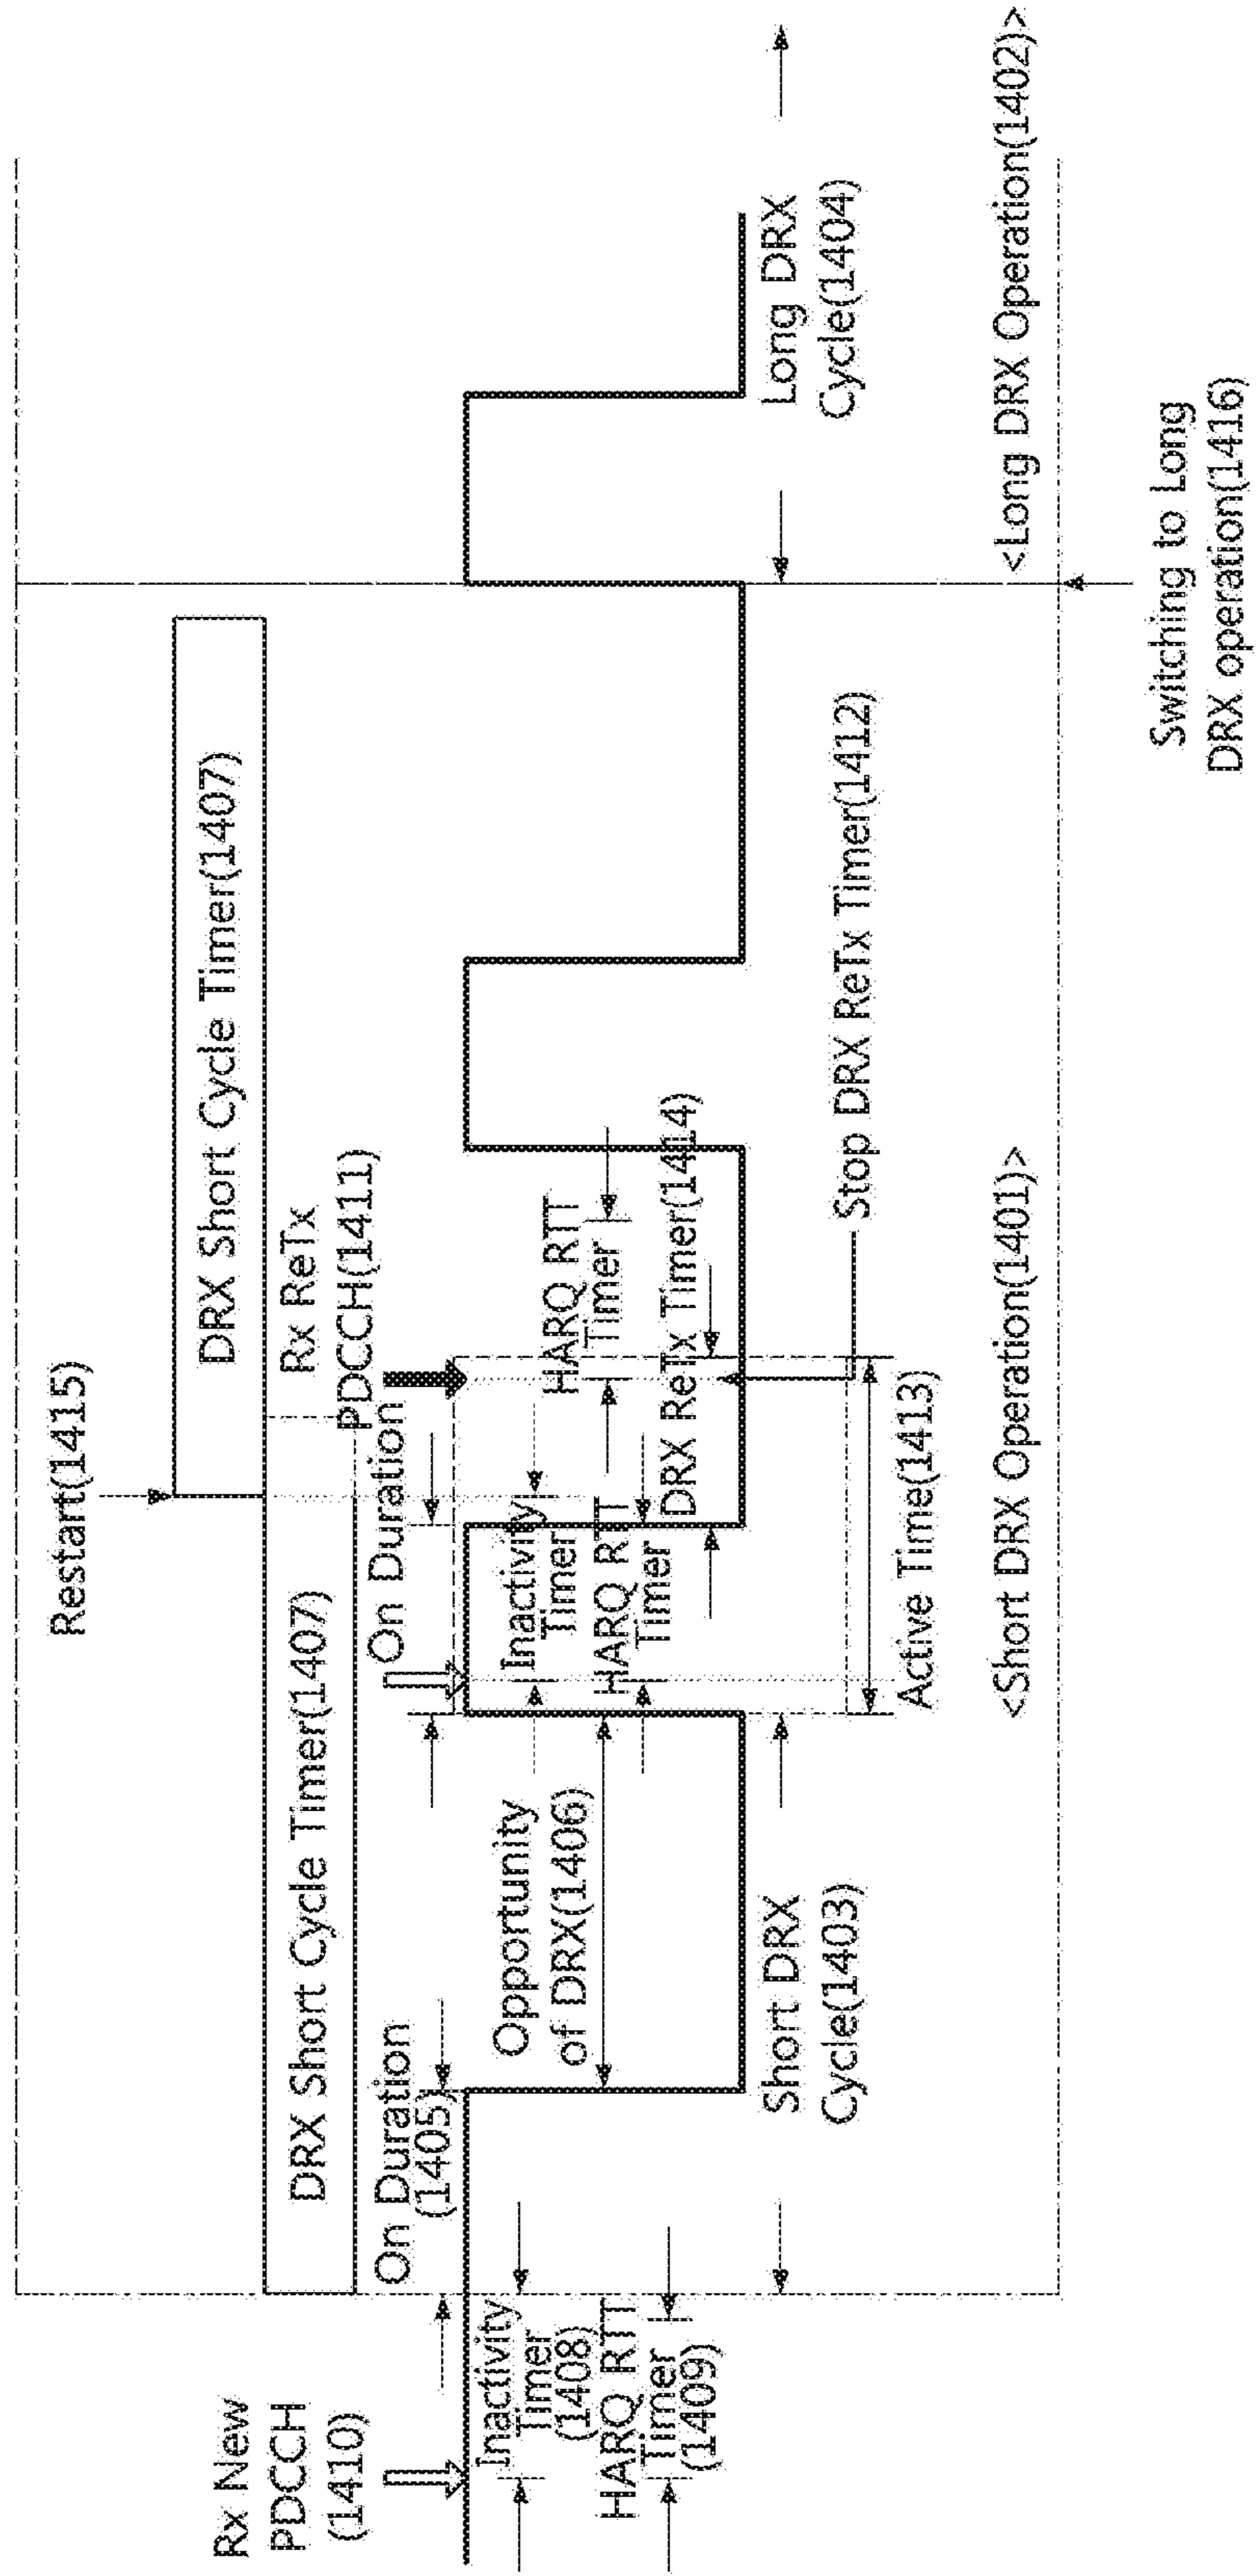 Rx New
PDCCH
(1410)
Restart(1415)
DRX Short Cycle Timer(1407)
DRX Short Cycle Timer(1407)
On Duration
(1405)
On Duration
Rx ReTx
PDCCH(1411)
Inactivity
Timer
(1408)
HARQ RTT
Timer
(1409)
Opportunity
of DRX(1406)
Inactivity
Timer
HARQ RTT
Timer
HARQ RTT
Timer
DRX ReTx Timer(1414)
Short DRX
Cycle(1403)
Active Time(1413)
Stop DRX ReTx Timer(1412)
Long DRX
Cycle(1404)
<Short DRX Operation(1401)>
<Long DRX Operation(1402)>
Switching to Long
DRX operation(1416)